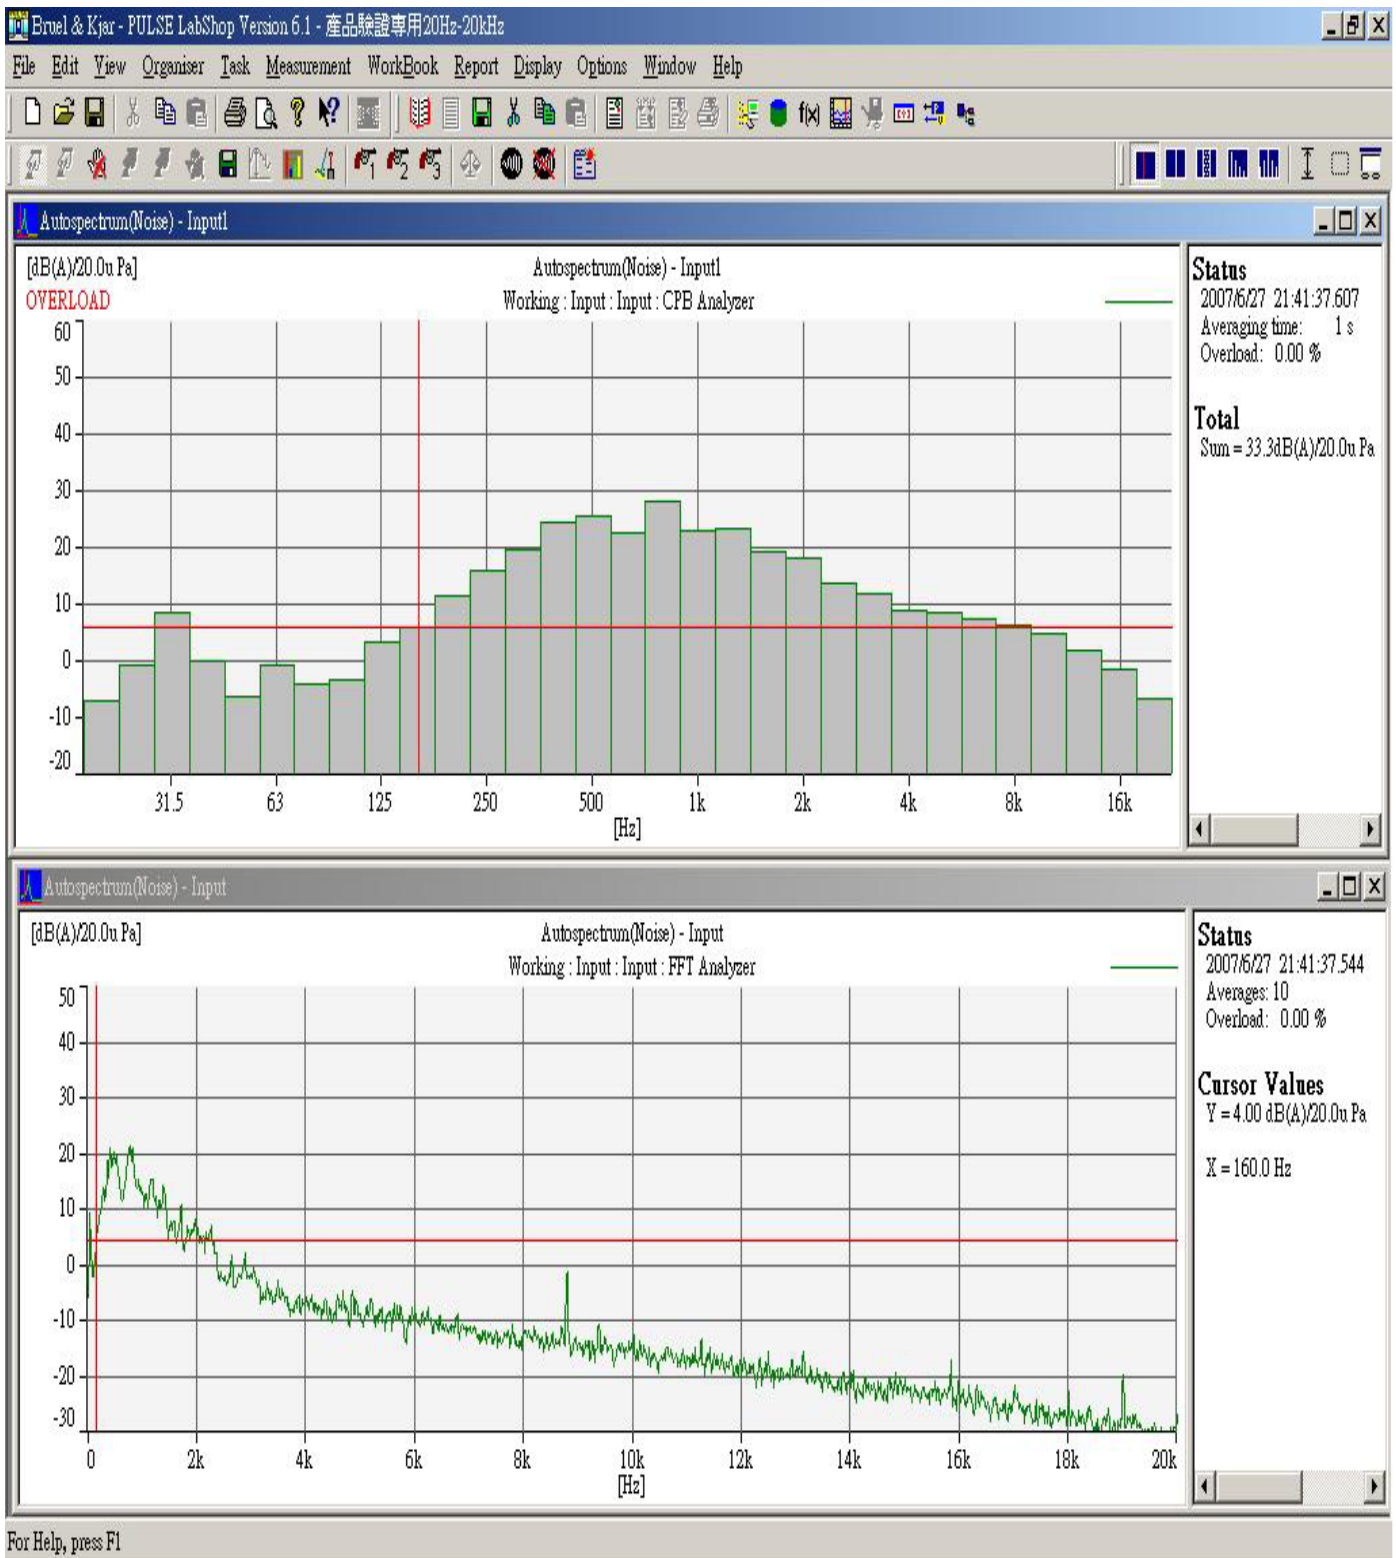 Bruel & Kjar - PULSE LabShop Version 6.1 - 產品驗證專用20Hz-20kHz
File Edit View Organiser Task Measurement WorkBook Report Display Options Window Help
Autospectrum(Noise) - Input1
[dB(A)/20.0u Pa]
Autospectrum(Noise) - Input1
OVERLOAD
Working : Input : Input : CPB Analyzer
60
50
40
30
20
10
0
-10
-20
31.5 63 125 250 500 1k 2k 4k 8k 16k
[Hz]
Status
2007/6/27 21:41:37.607
Averaging time: 1 s
Overload: 0.00 %
Total
Sum = 33.3dB(A)/20.0u Pa
Autospectrum(Noise) - Input
[dB(A)/20.0u Pa]
Autospectrum(Noise) - Input
Working : Input : Input : FFT Analyzer
50
40
30
20
10
0
-10
-20
-30
0 2k 4k 6k 8k 10k 12k 14k 16k 18k 20k
[Hz]
Status
2007/6/27 21:41:37.544
Averages: 10
Overload: 0.00 %
Cursor Values
Y = 4.00 dB(A)/20.0u Pa
X = 160.0 Hz
For Help, press F1